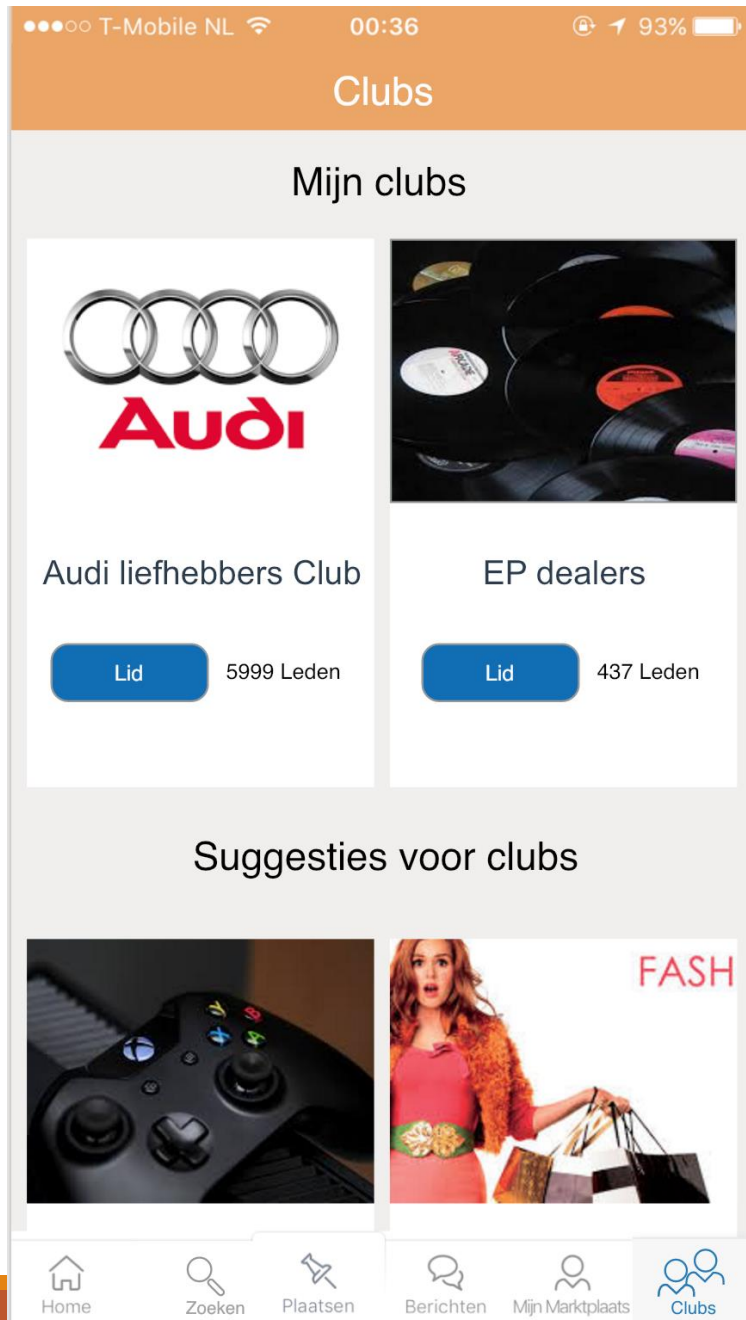 T-Mobile NL 00:36 93%
Clubs
Mijn clubs
Audi
ARCADE
Audi liefhebbers Club
EP dealers
Lid 5999 Leden
Lid 437 Leden
Suggesties voor clubs
Y B X A
FASH
Home Zoeken Plaatsen Berichten Mijn Marktplaats Clubs